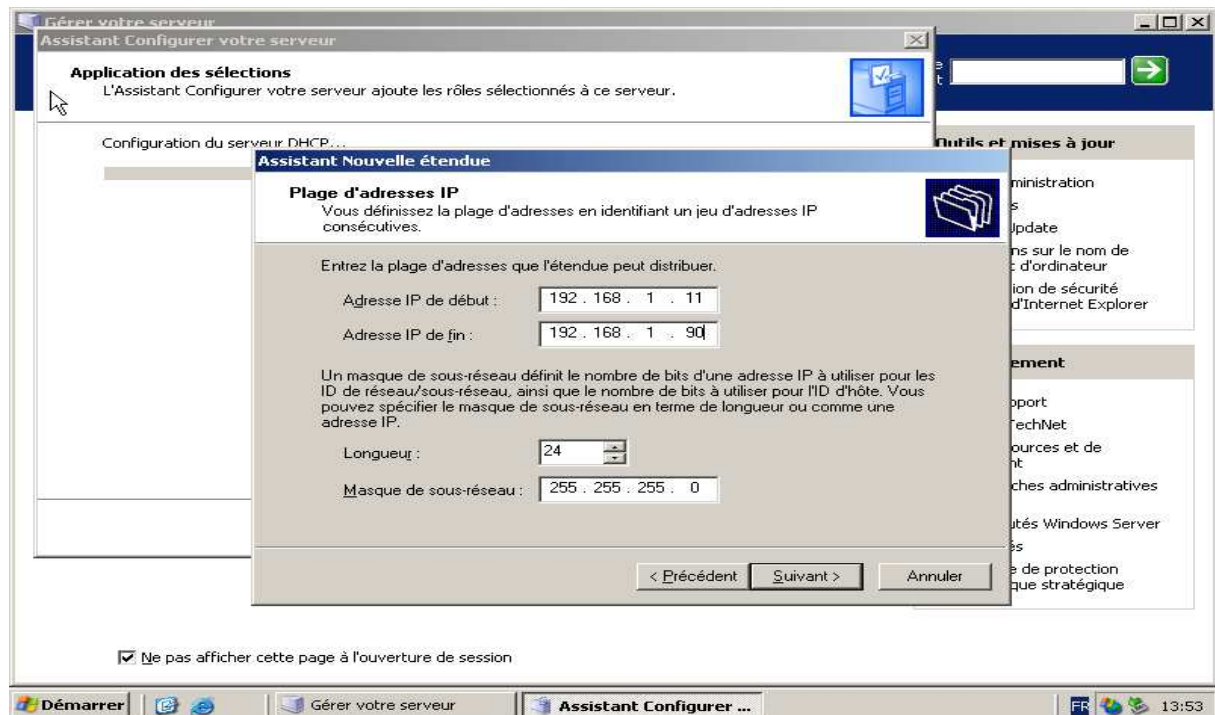 Gérer votre serveur
Assistant Configurer votre serveur
Application des sélections
L'Assistant Configurer votre serveur ajoute les rôles sélectionnés à ce serveur.
Configuration du serveur DHCP...
Assistant Nouvelle étendue
Plage d'adresses IP
Vous définissez la plage d'adresses en identifiant un jeu d'adresses IP
consécutives.
Entrez la plage d'adresses que l'étendue peut distribuer.
Adresse IP de début : 192 . 168 . 1 . 11
Adresse IP de fin : 192 . 168 . 1 . 90
Un masque de sous-réseau définit le nombre de bits d'une adresse IP à utiliser pour les
ID de réseau/sous-réseau, ainsi que le nombre de bits à utiliser pour l'ID d'hôte. Vous
pouvez spécifier le masque de sous-réseau en terme de longueur ou comme une
adresse IP.
Longueur : 24
Masque de sous-réseau : 255 . 255 . 255 . 0
< Précédent Suivant > Annuler
Outils et mises à jour
ministration
s
Update
ns sur le nom de
d'ordinateur
ion de sécurité
d'Internet Explorer
ement
pport
TechNet
ources et de
nt
ches administratives
utés Windows Server
és
e de protection
que stratégique
Ne pas afficher cette page à l'ouverture de session
Démarrer Gérer votre serveur Assistant Configurer ... FR 13:53